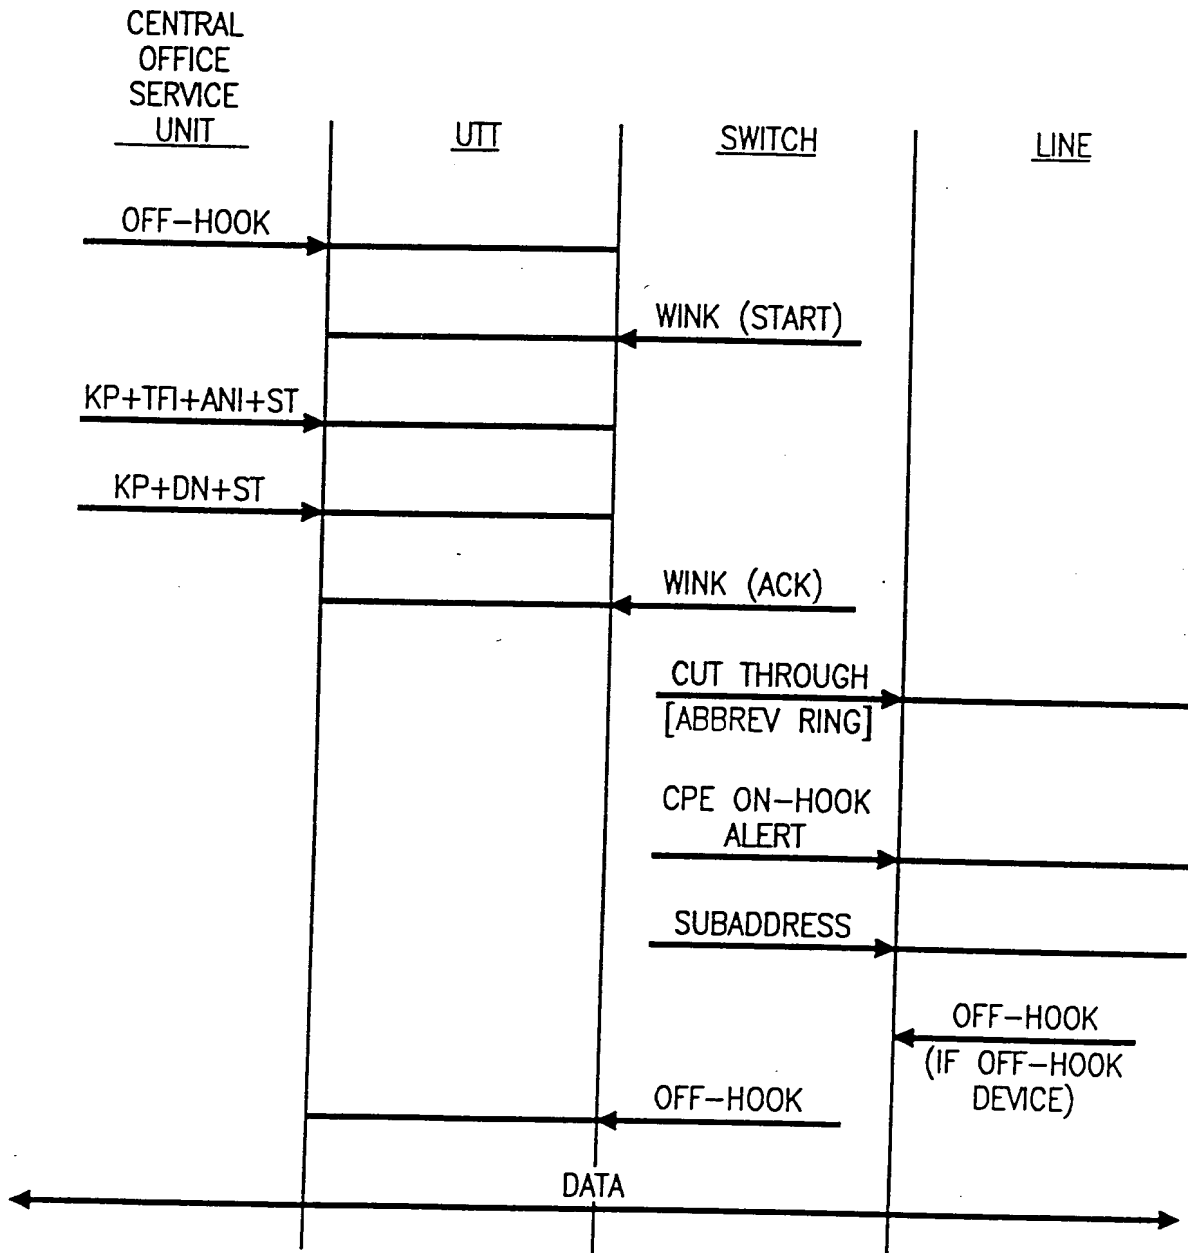 CENTRAL
OFFICE
SERVICE
UNIT
UTT
SWITCH
LINE
OFF-HOOK
WINK (START)
KP+TFI+ANI+ST
KP+DN+ST
WINK (ACK)
CUT THROUGH
[ABBREV RING]
CPE ON-HOOK
ALERT
SUBADDRESS
OFF-HOOK
(IF OFF-HOOK
DEVICE)
OFF-HOOK
DATA